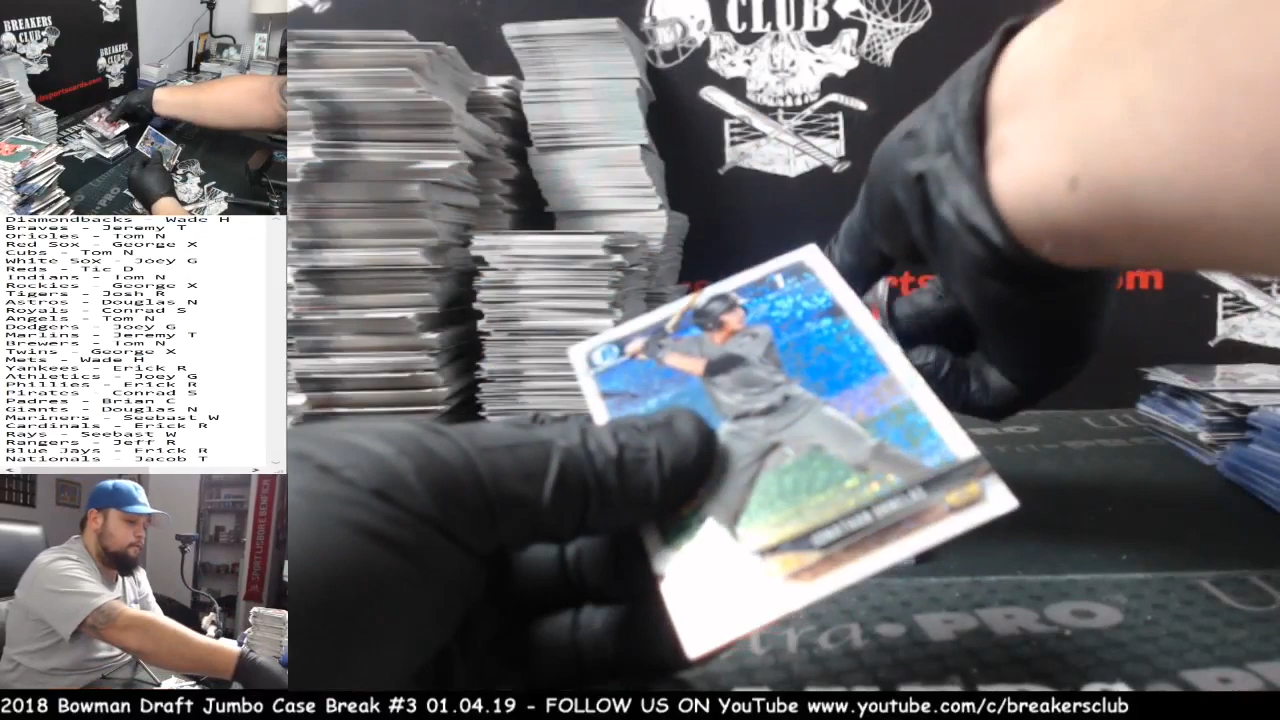 BREAKERS
CLUB
BREAKERS
CLUB
Diamondbacks - Wade H
Braves - Jeremy T
Orioles - Tom N
Red Sox - George X
Cubs - Tom N
White Sox - Joey G
Reds - Tic D
Indians - Tom N
Rockies - George X
Tigers - Josh R
Astros - Douglas N
Royals - Conrad S
Angels - Tom N
Dodgers - Joey G
Marlins - Jeremy T
Brewers - Tom N
Twins - George X
Mets - Wade H
Yankees - Erick R
Athletics - Joey G
Phillies - Erick R
Pirates - Conrad S
Padres - Brian C
Giants - Douglas N
Mariners - Seebast W
Cardinals - Erick R
Rays - Seebast W
Rangers - Jeff R
Blue Jays - Erick R
Nationals - Jacob T
CLUB
PRO
2018 Bowman Draft Jumbo Case Break #3 01.04.19 - FOLLOW US ON YouTube www.youtube.com/c/breakersclub